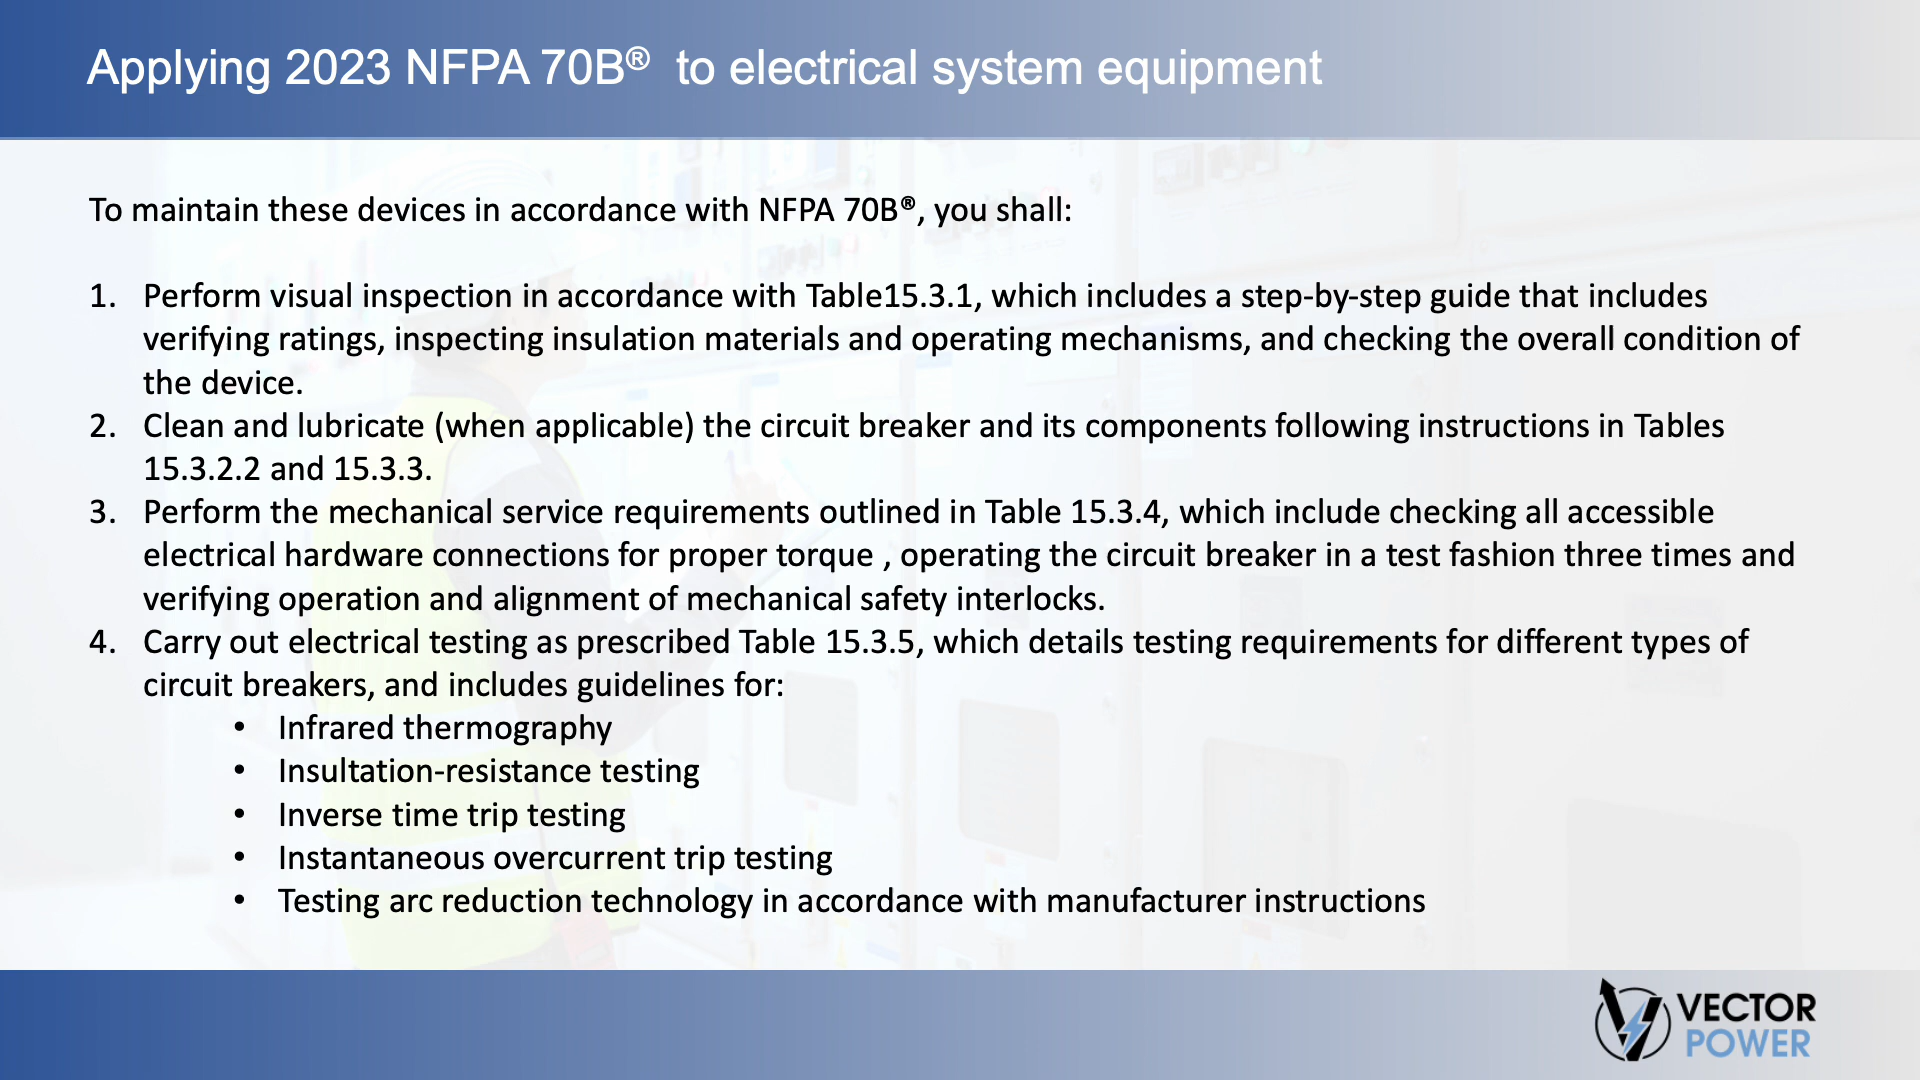 Applying 2023 NFPA 70B® to electrical system equipment
To maintain these devices in accordance with NFPA 70B®, you shall:
1. Perform visual inspection in accordance with Table15.3.1, which includes a step-by-step guide that includes
verifying ratings, inspecting insulation materials and operating mechanisms, and checking the overall condition of
the device.
2. Clean and lubricate (when applicable) the circuit breaker and its components following instructions in Tables
15.3.2.2 and 15.3.3.
3. Perform the mechanical service requirements outlined in Table 15.3.4, which include checking all accessible
electrical hardware connections for proper torque , operating the circuit breaker in a test fashion three times and
verifying operation and alignment of mechanical safety interlocks.
4. Carry out electrical testing as prescribed Table 15.3.5, which details testing requirements for different types of
circuit breakers, and includes guidelines for:
• Infrared thermography
• Insultation-resistance testing
• Inverse time trip testing
• Instantaneous overcurrent trip testing
• Testing arc reduction technology in accordance with manufacturer instructions
VECTOR
POWER